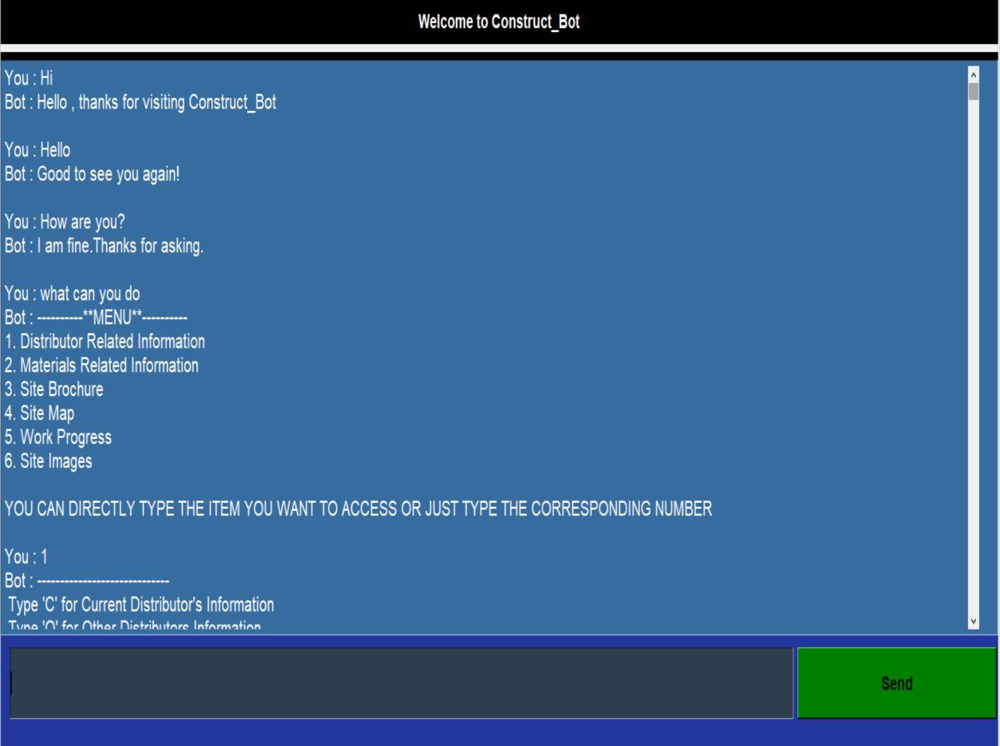 Welcome to Construct_Bot
You : Hi
Bot : Hello , thanks for visiting Construct_Bot
You : Hello
Bot : Good to see you again!
You : How are you?
Bot : I am fine.Thanks for asking.
You : what can you do
Bot : ----------**MENU**----------
1. Distributor Related Information
2. Materials Related Information
3. Site Brochure
4. Site Map
5. Work Progress
6. Site Images
YOU CAN DIRECTLY TYPE THE ITEM YOU WANT TO ACCESS OR JUST TYPE THE CORRESPONDING NUMBER
You : 1
Bot : -----------------------------
Type 'C' for Current Distributor's Information
Type 'O' for Other Distributors Information
Send